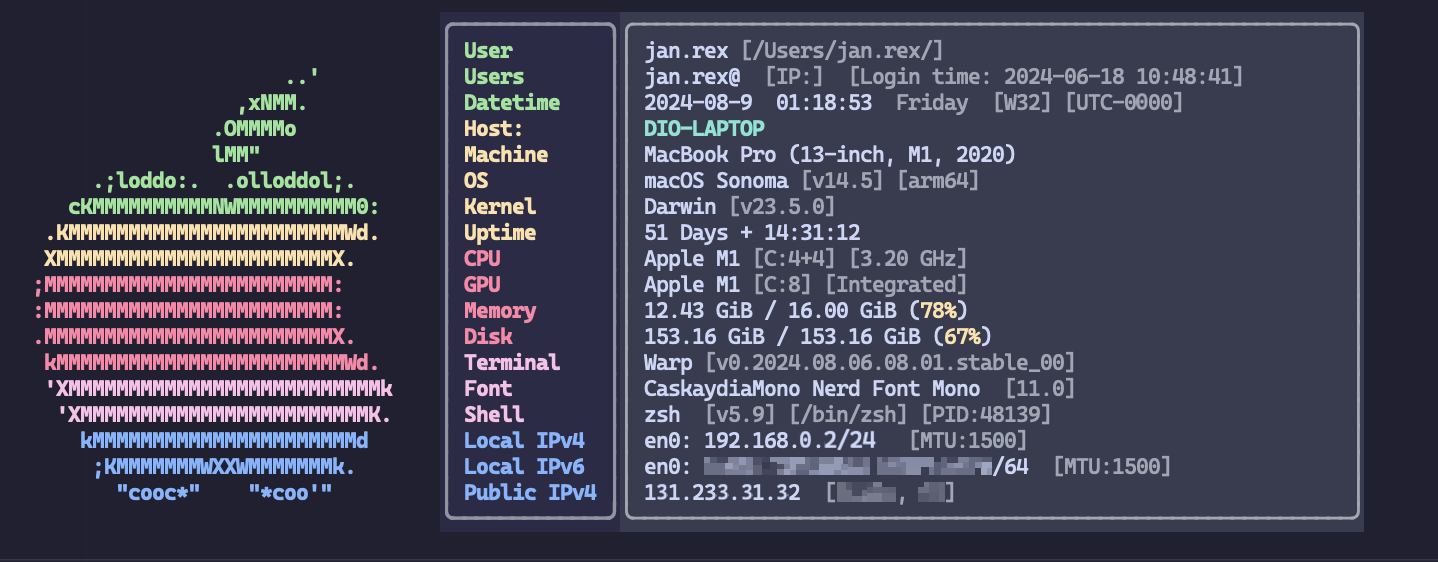 User jan.rex [/Users/jan.rex/]
..' Users jan.rex@ [IP:] [Login time: 2024-06-18 10:48:41]
,xNMM. Datetime 2024-08-9 01:18:53 Friday [W32] [UTC-0000]
.OMMMMo Host: DIO-LAPTOP
lMM" Machine MacBook Pro (13-inch, M1, 2020)
.;loddo:. .olloddol;. OS macOS Sonoma [v14.5] [arm64]
cKMMMMMMMMMMNWMMMMMMMMMM0: Kernel Darwin [v23.5.0]
.KMMMMMMMMMMMMMMMMMMMMMMMWd. Uptime 51 Days + 14:31:12
XMMMMMMMMMMMMMMMMMMMMMMMX. CPU Apple M1 [C:4+4] [3.20 GHz]
;MMMMMMMMMMMMMMMMMMMMMMMM: GPU Apple M1 [C:8] [Integrated]
:MMMMMMMMMMMMMMMMMMMMMMMM: Memory 12.43 GiB / 16.00 GiB (78%)
.MMMMMMMMMMMMMMMMMMMMMMMMX. Disk 153.16 GiB / 153.16 GiB (67%)
kMMMMMMMMMMMMMMMMMMMMMMMMWd. Terminal Warp [v0.2024.08.06.08.01.stable_00]
'XMMMMMMMMMMMMMMMMMMMMMMMMMMk Font CaskaydiaMono Nerd Font Mono [11.0]
'XMMMMMMMMMMMMMMMMMMMMMMMMK. Shell zsh [v5.9] [/bin/zsh] [PID:48139]
kMMMMMMMMMMMMMMMMMMMMMMd Local IPv4 en0: 192.168.0.2/24 [MTU:1500]
;KMMMMMMMWXXWMMMMMMMk. Local IPv6 en0: /64 [MTU:1500]
"cooc*" "*coo'" Public IPv4 131.233.31.32 [ , ]